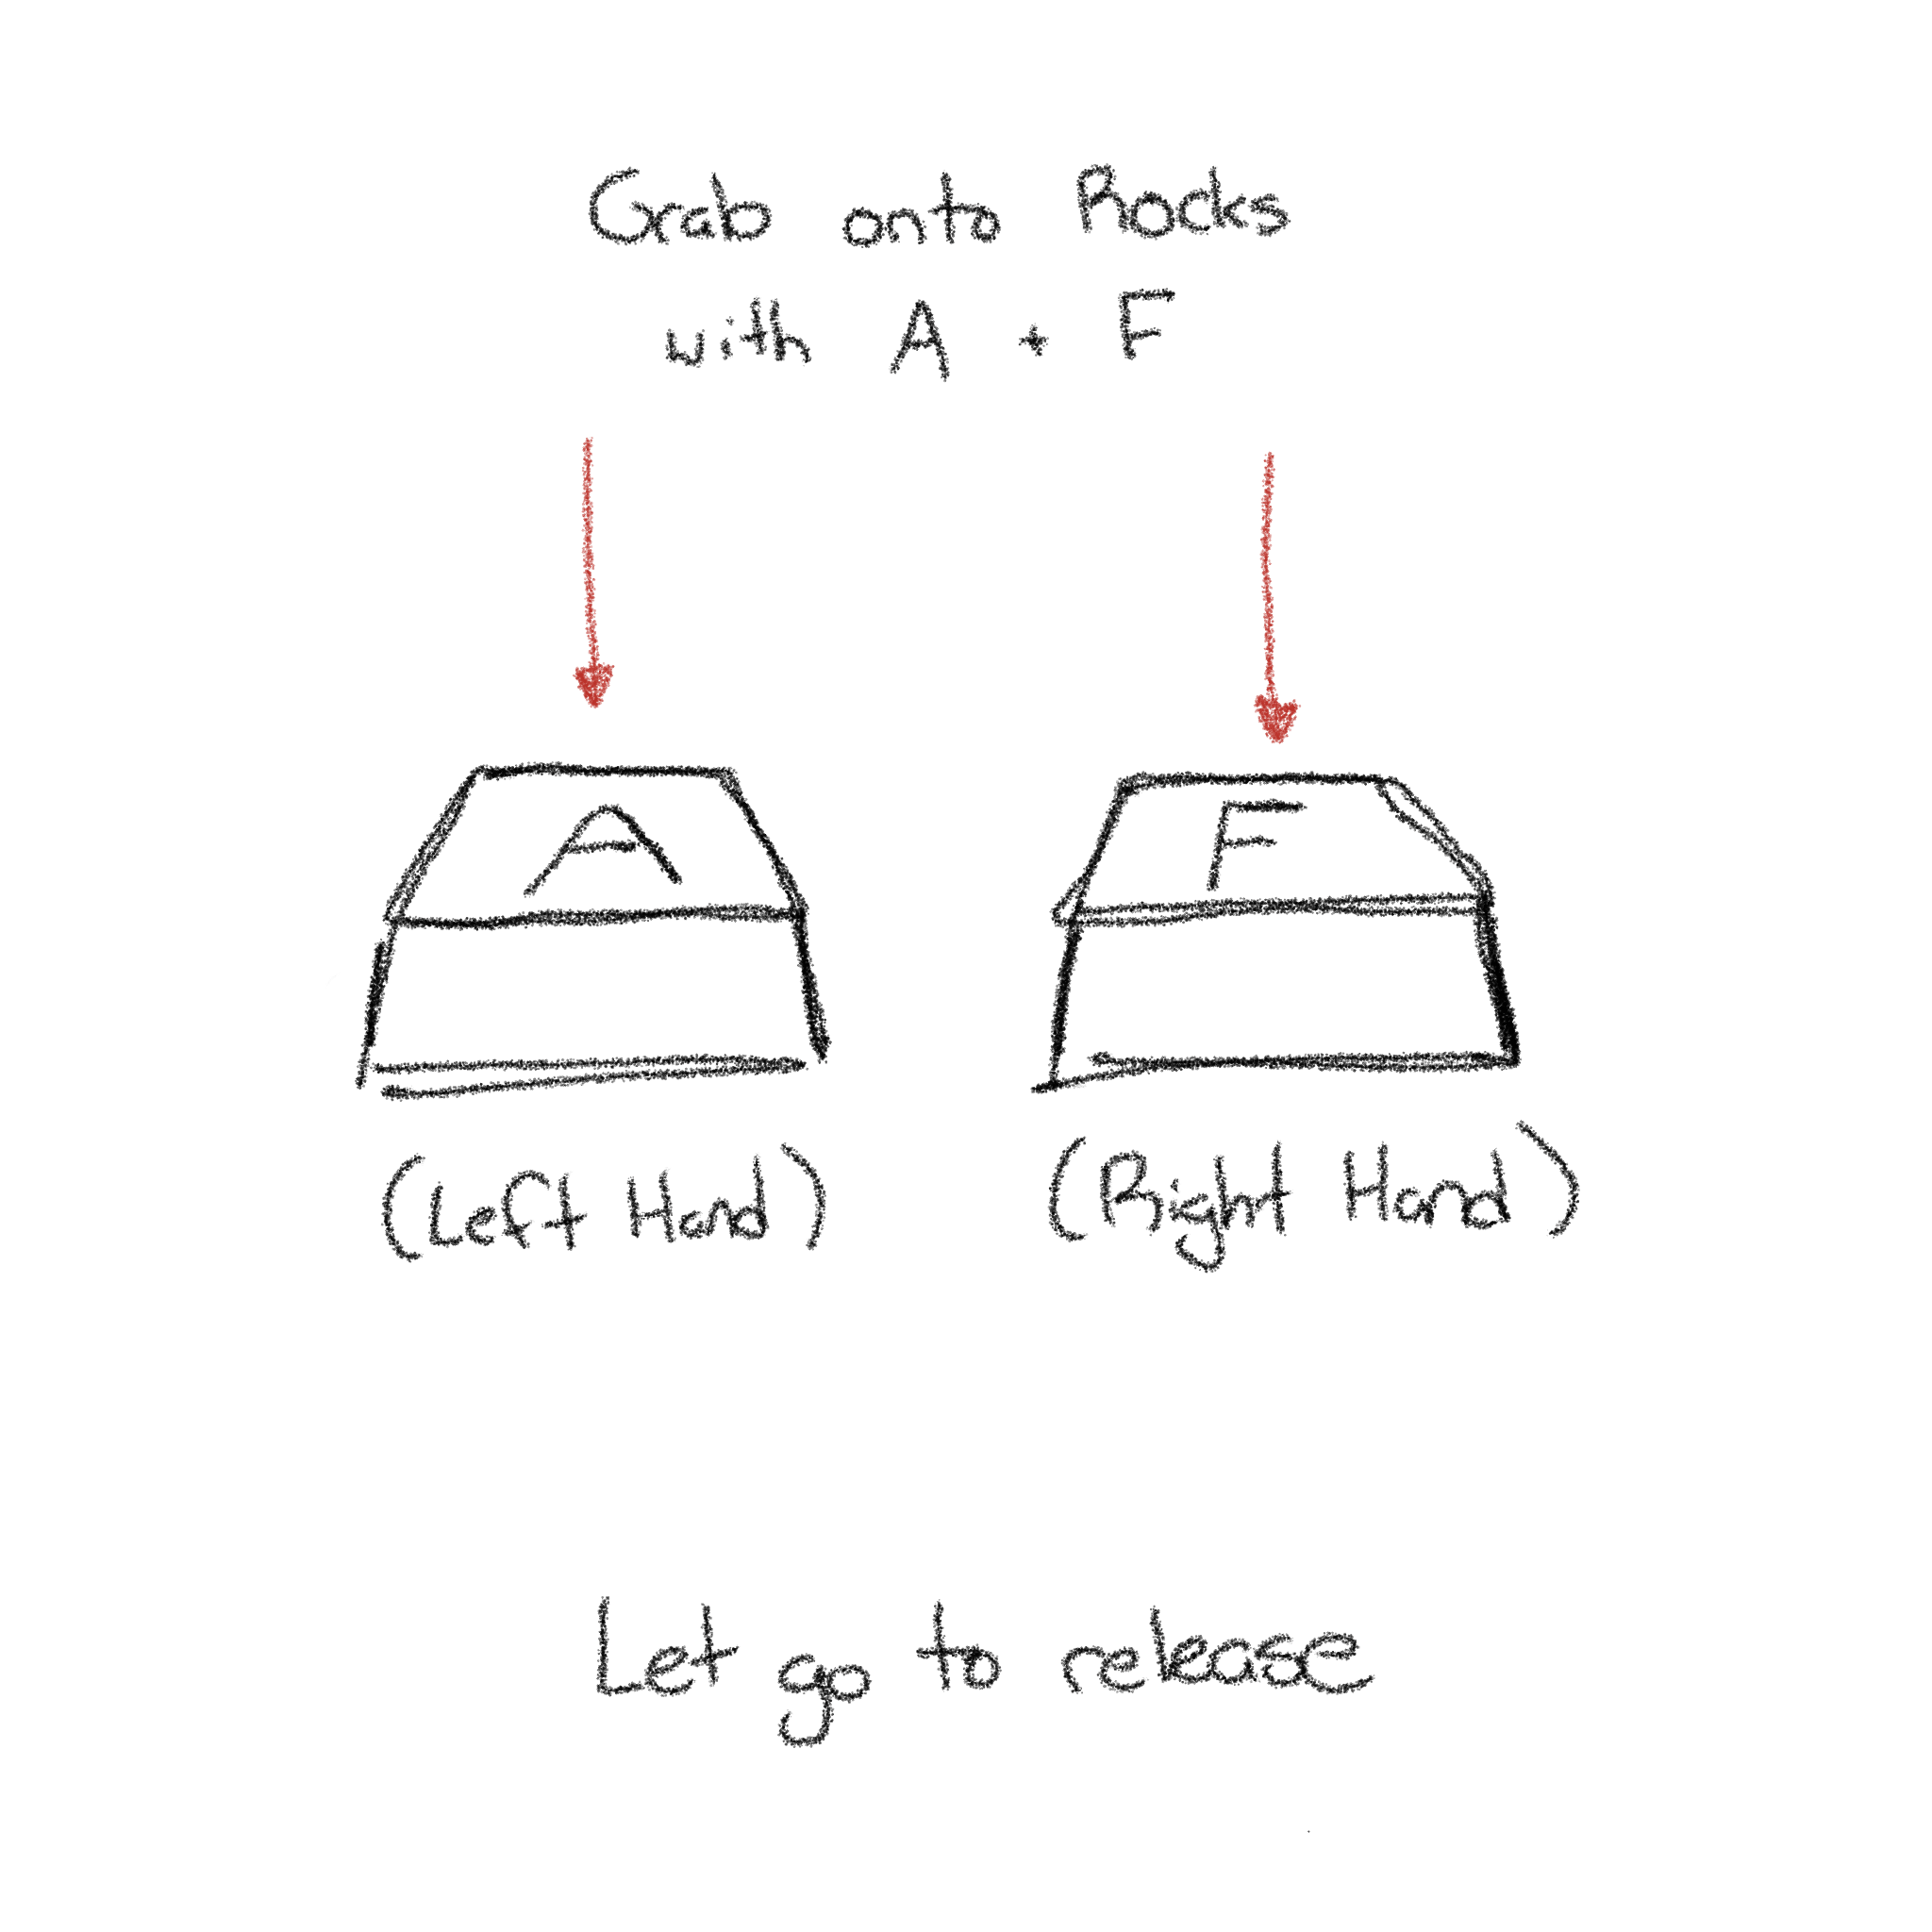 Grab onto Rocks
with A + F
A
F
(Left Hand)
(Right Hand)
Let go to release